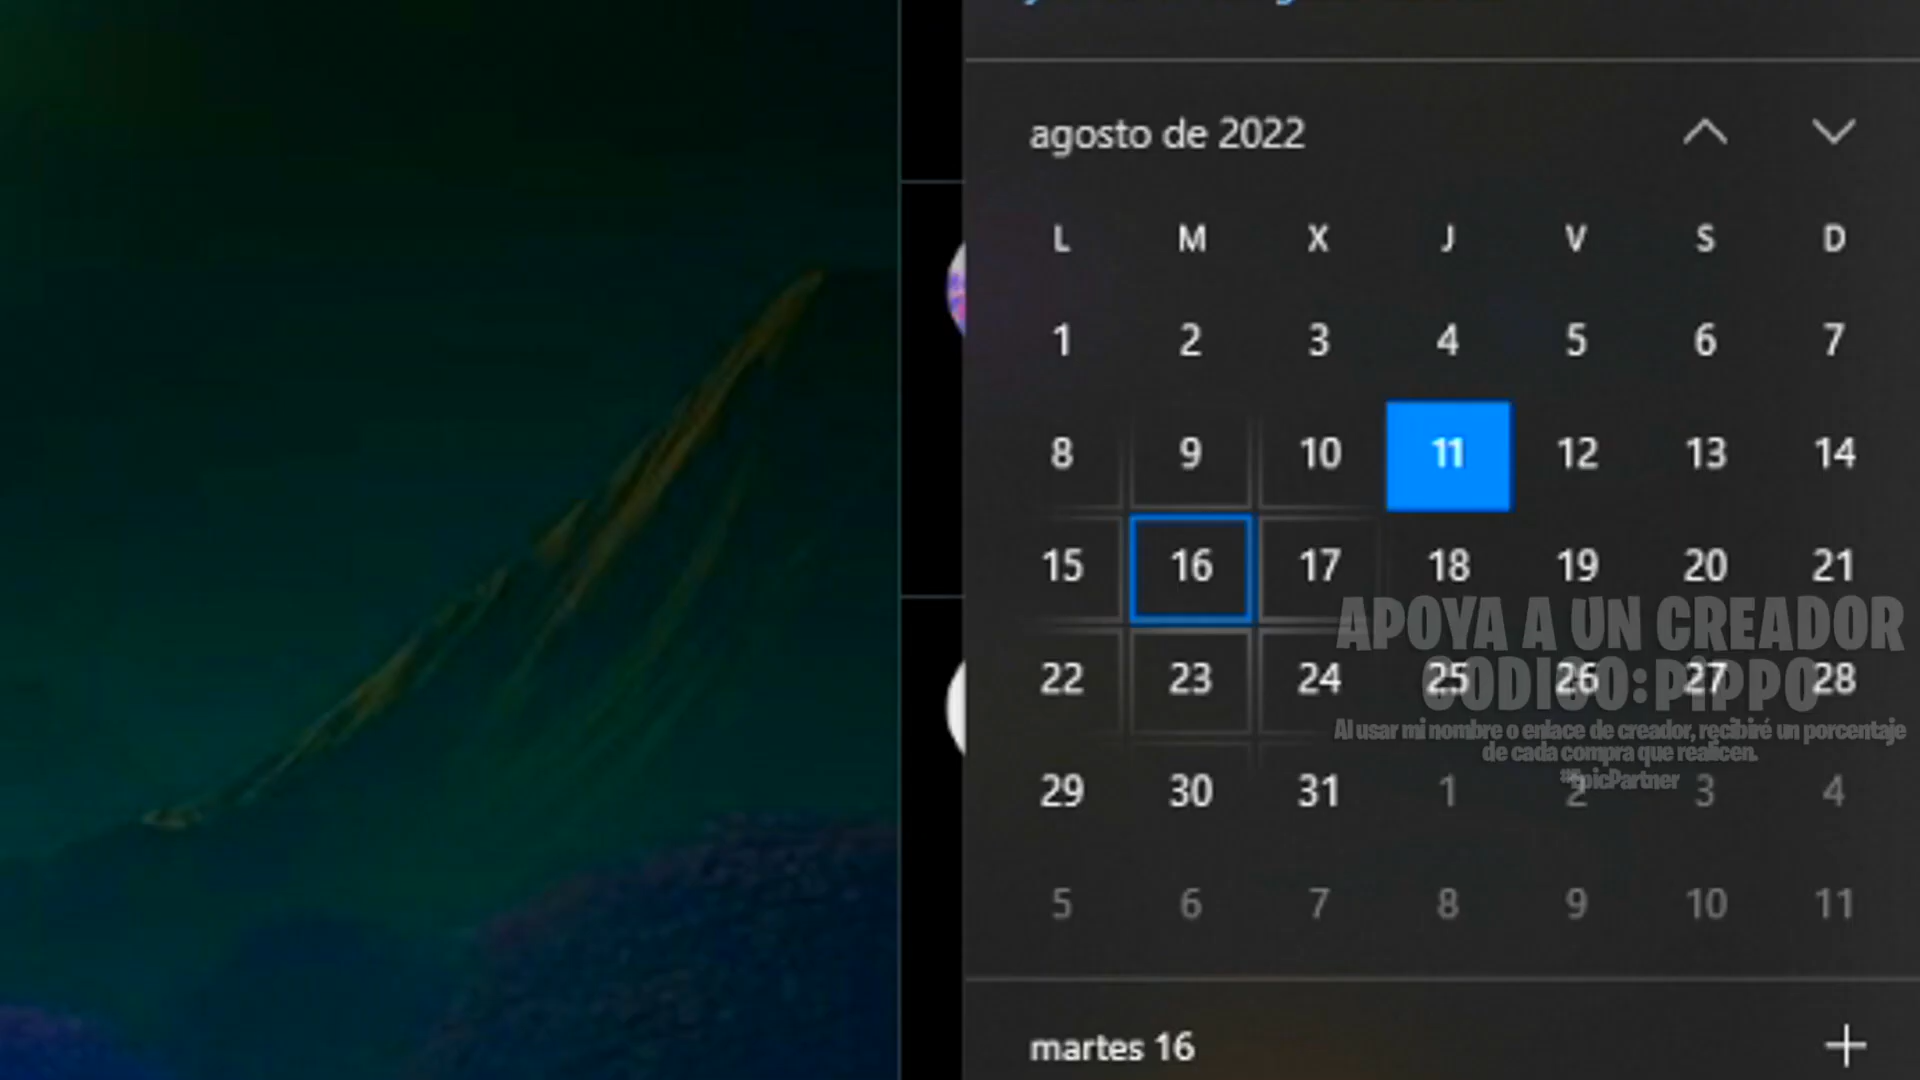 agosto de 2022
L M X J V S D
1 2 3 4 5 6 7
8 9 10 11 12 13 14
15 16 17 18 19 20 21
APOYA A UN CREADOR
22 23 24 25 26 27 28
CODIGO:PIPPO
Al usar mi nombre o enlace de creador, recibiré un porcentaje
de cada compra que realicen.
#EpicPartner
29 30 31 1 2 3 4
5 6 7 8 9 10 11
martes 16